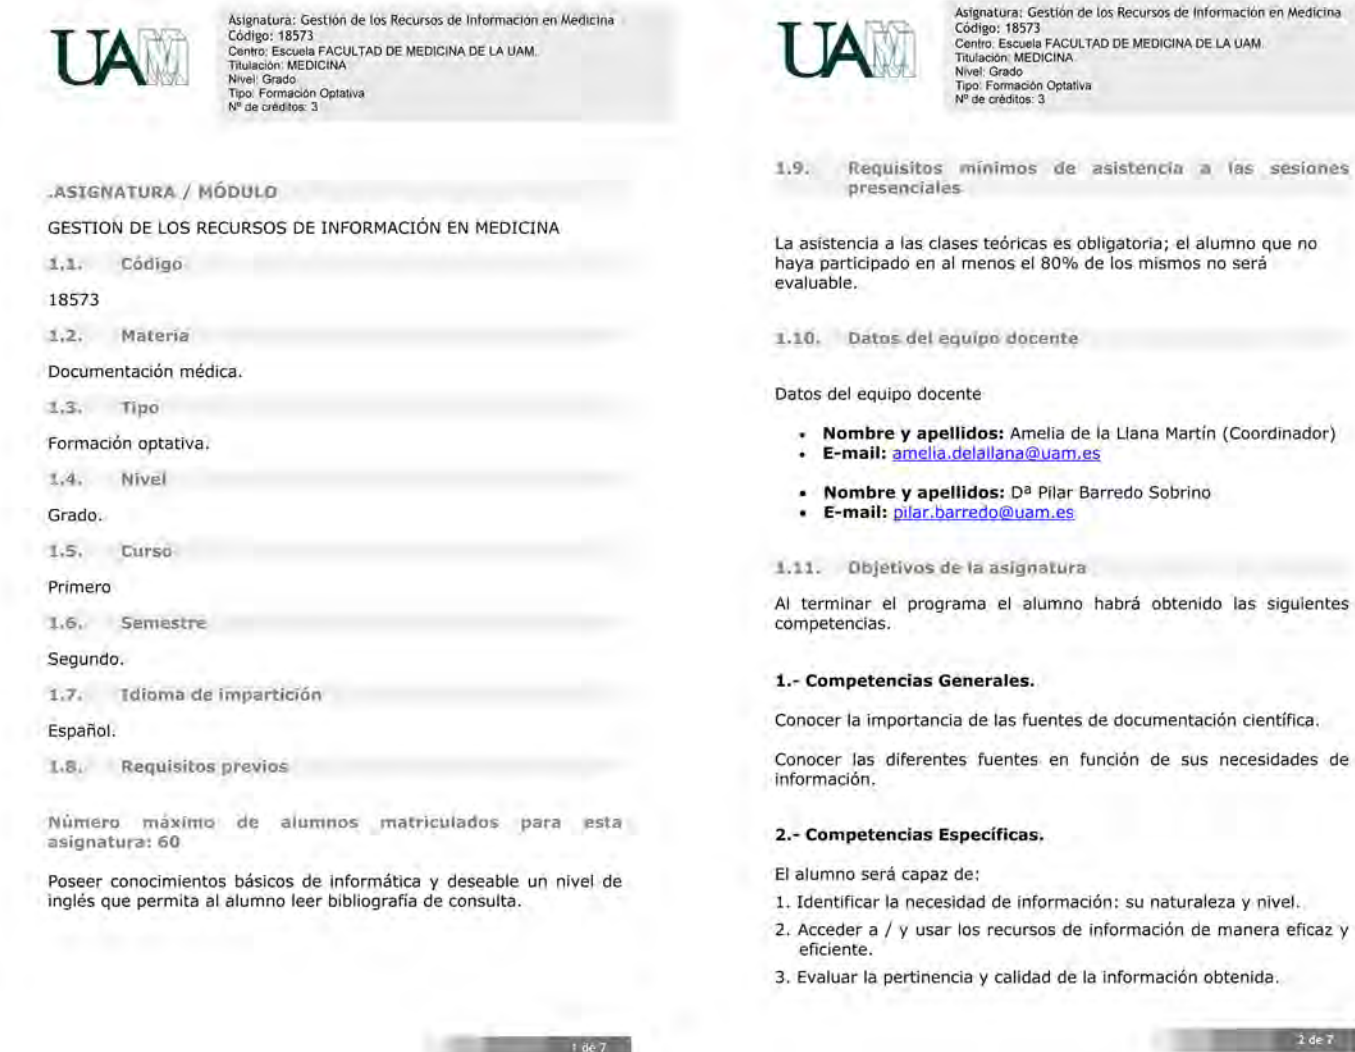 UAM
Asignatura: Gestión de los Recursos de Información en Medicina
Código: 18573
Centro: Escuela FACULTAD DE MEDICINA DE LA UAM.
Titulación: MEDICINA
Nivel: Grado
Tipo: Formación Optativa
Nº de créditos: 3
.ASIGNATURA / MÓDULO
GESTION DE LOS RECURSOS DE INFORMACIÓN EN MEDICINA
1.1. Código
18573
1.2. Materia
Documentación médica.
1.3. Tipo
Formación optativa.
1.4. Nivel
Grado.
1.5. Curso
Primero
1.6. Semestre
Segundo.
1.7. Idioma de impartición
Español.
1.8. Requisitos previos
Número máximo de alumnos matriculados para esta
asignatura: 60
Poseer conocimientos básicos de informática y deseable un nivel de
inglés que permita al alumno leer bibliografía de consulta.
1 de 7
UAM
Asignatura: Gestión de los Recursos de Información en Medicina
Código: 18573
Centro: Escuela FACULTAD DE MEDICINA DE LA UAM.
Titulación: MEDICINA
Nivel: Grado
Tipo: Formación Optativa
Nº de créditos: 3
1.9. Requisitos mínimos de asistencia a las sesiones
presenciales
La asistencia a las clases teóricas es obligatoria; el alumno que no
haya participado en al menos el 80% de los mismos no será
evaluable.
1.10. Datos del equipo docente
Datos del equipo docente
• Nombre y apellidos: Amelia de la Llana Martín (Coordinador)
• E-mail: amelia.delallana@uam.es
• Nombre y apellidos: Dª Pilar Barredo Sobrino
• E-mail: pilar.barredo@uam.es
1.11. Objetivos de la asignatura
Al terminar el programa el alumno habrá obtenido las siguientes
competencias.
1.- Competencias Generales.
Conocer la importancia de las fuentes de documentación científica.
Conocer las diferentes fuentes en función de sus necesidades de
información.
2.- Competencias Específicas.
El alumno será capaz de:
1. Identificar la necesidad de información: su naturaleza y nivel.
2. Acceder a / y usar los recursos de información de manera eficaz y
eficiente.
3. Evaluar la pertinencia y calidad de la información obtenida.
2 de 7